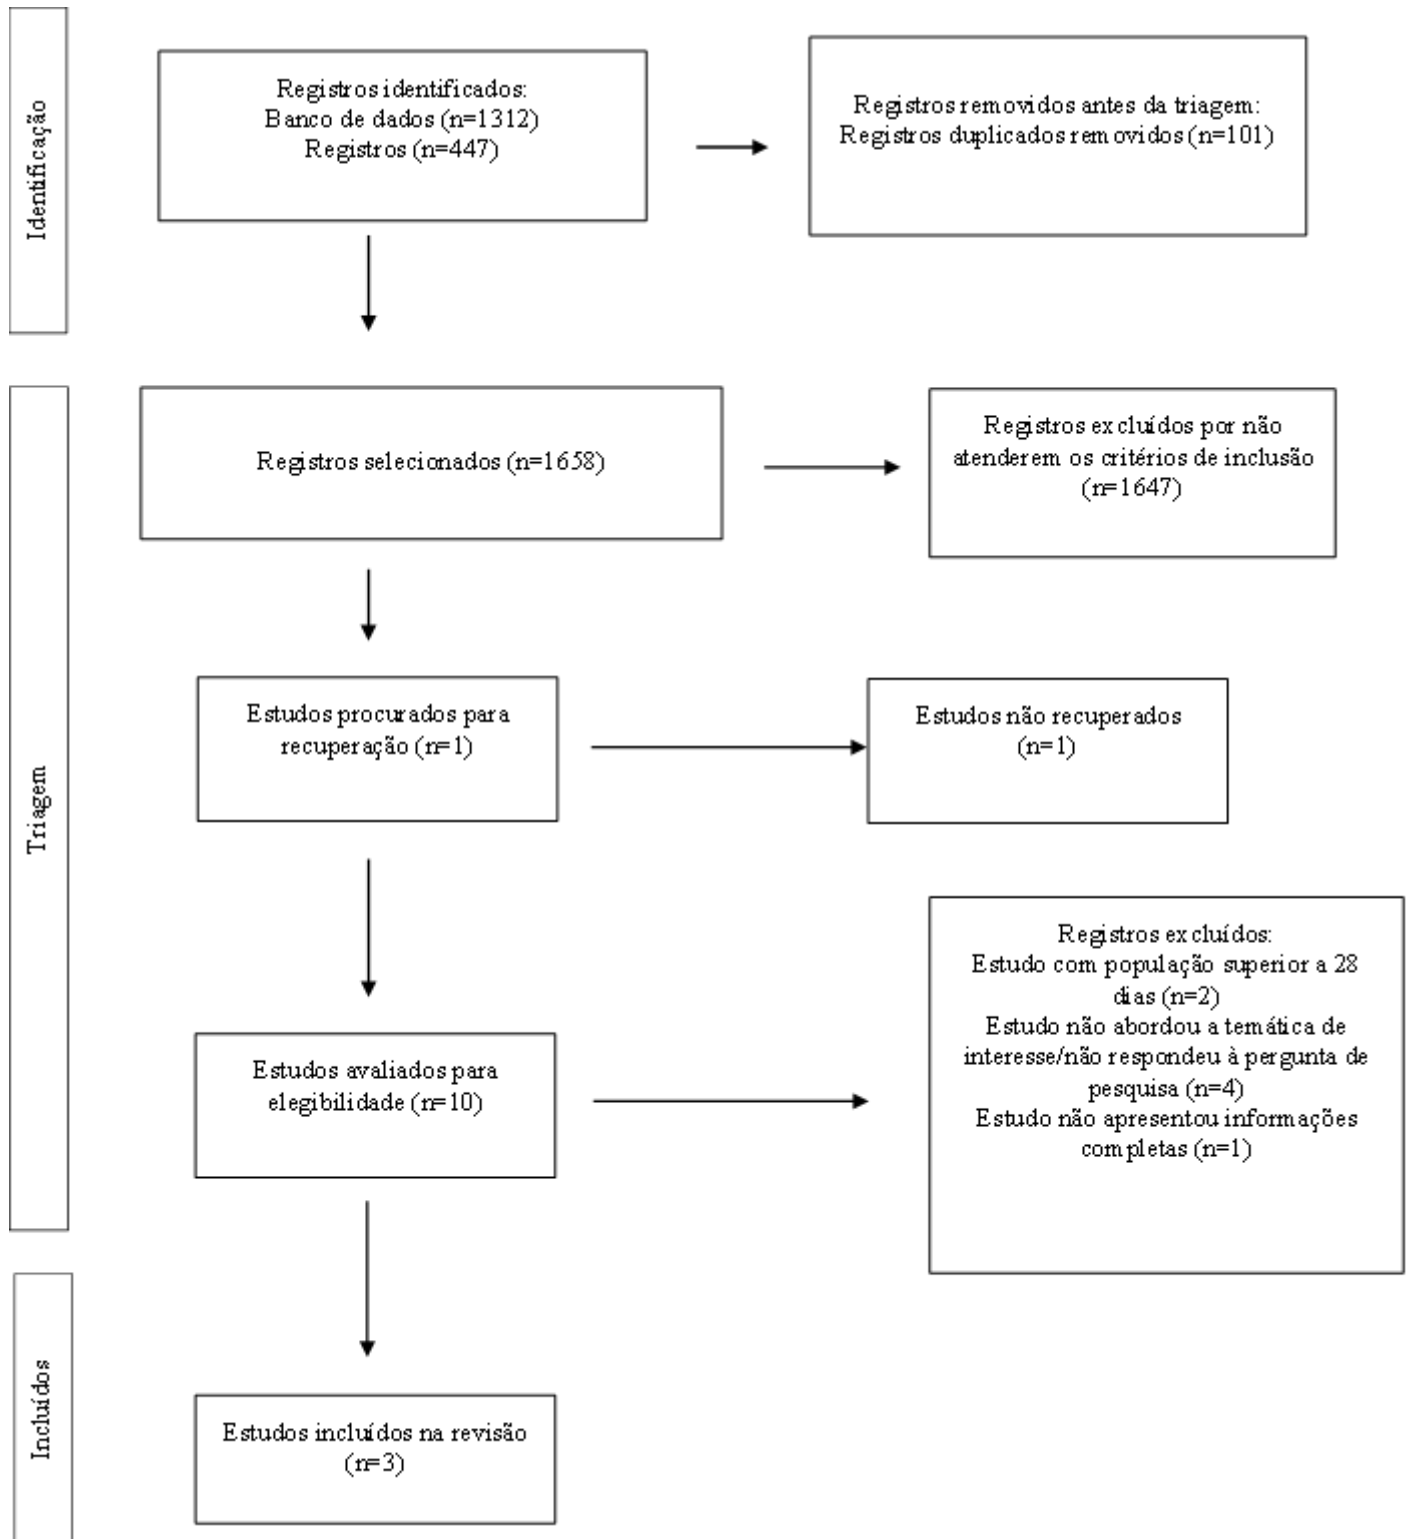 Identificação
Registros identificados:
Banco de dados (n=1312)
Registros (n=447)
Registros removidos antes da triagem:
Registros duplicados removidos (n=101)
Triagem
Registros selecionados (n=1658)
Registros excluídos por não
atenderem os critérios de inclusão
(n=1647)
Estudos procurados para
recuperação (n=1)
Estudos não recuperados
(n=1)
Estudos avaliados para
elegibilidade (n=10)
Registros excluídos:
Estudo com população superior a 28
dias (n=2)
Estudo não abordou a temática de
interesse/não respondeu à pergunta de
pesquisa (n=4)
Estudo não apresentou informações
completas (n=1)
Incluídos
Estudos incluídos na revisão
(n=3)